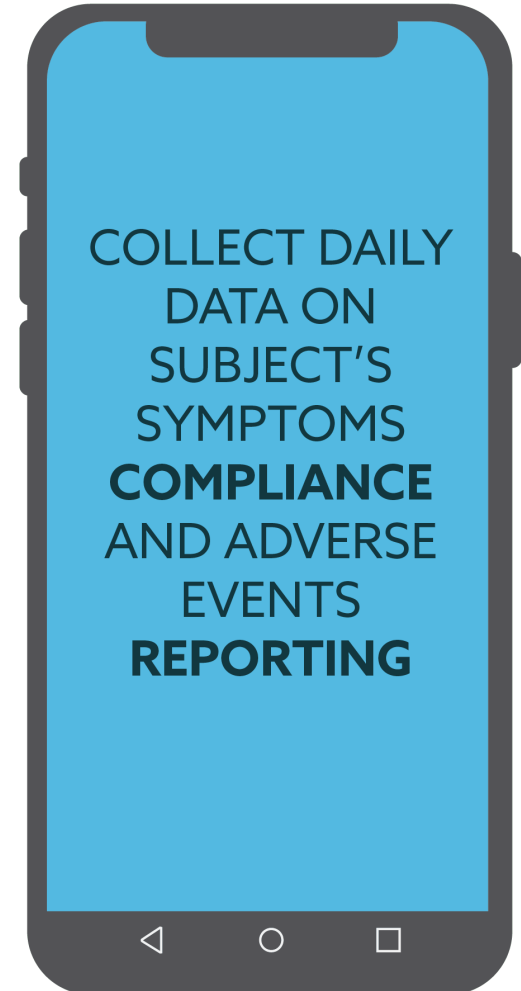 COLLECT DAILY
DATA ON
SUBJECT’S
SYMPTOMS
COMPLIANCE
AND ADVERSE
EVENTS
REPORTING